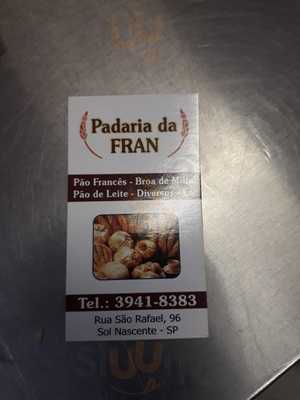 Padaria da
FRAN
Pão Francês - Broa de Milho
Pão de Leite - Diversos -
Tel.: 3941-8383
Rua São Rafael, 96
Sol Nascente - SP